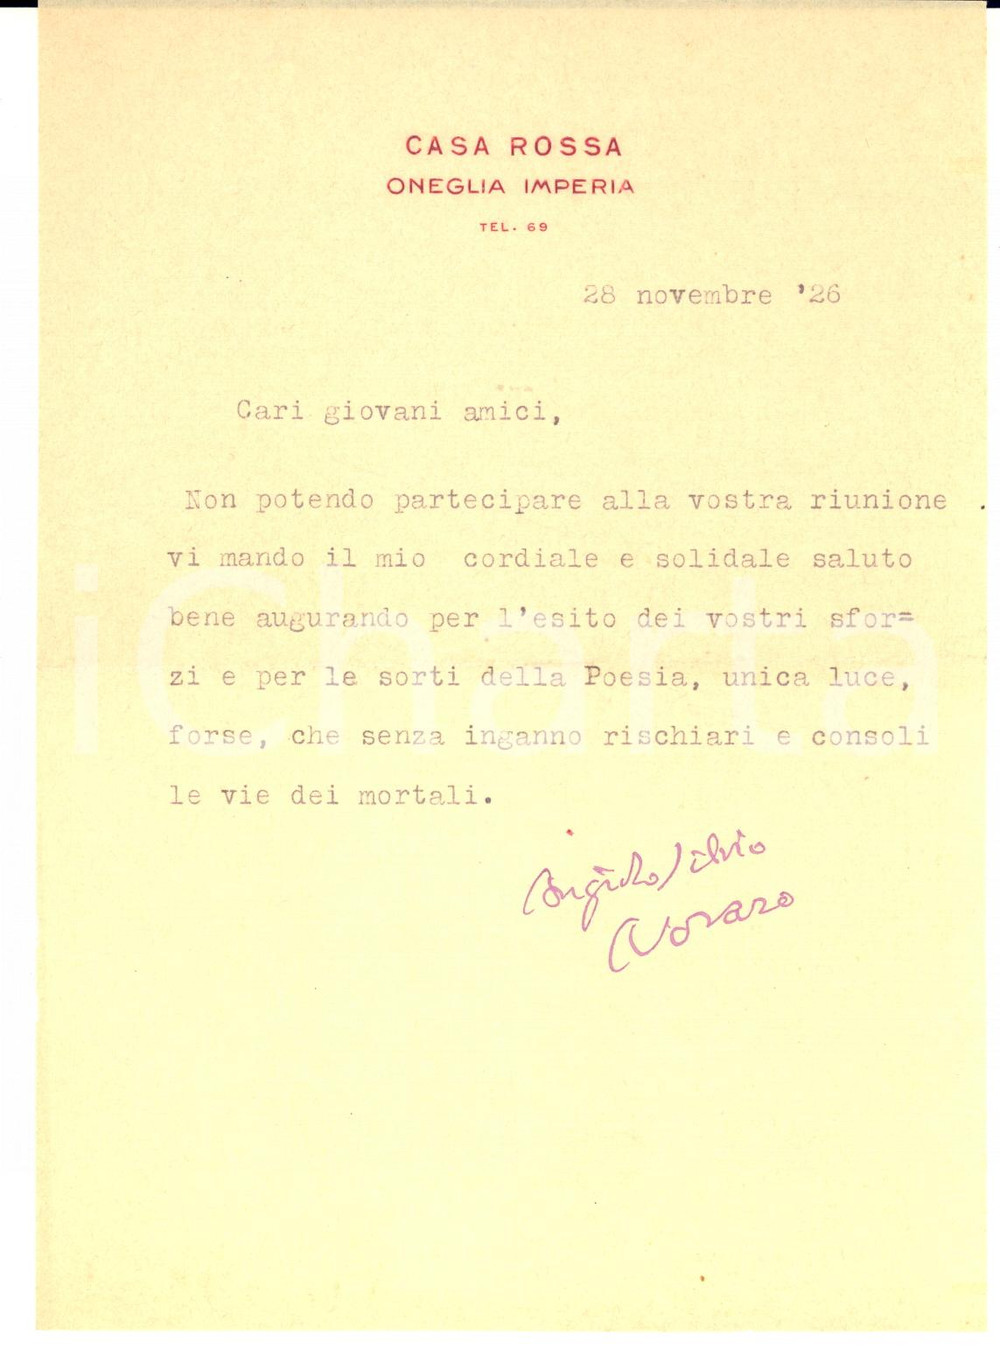 CASA ROSSA
ONEGLIA IMPERIA
TEL. 69
28 novembre '26
Cari giovani amici,
Non potendo partecipare alla vostra riunione .
vi mando il mio cordiale e solidale saluto
bene augurando per l'esito dei vostri sfor=
zi e per le sorti della Poesia, unica luce,
forse, che senza inganno rischiari e consoli
le vie dei mortali.
Angiolo Silvio
Novaro
iCharta